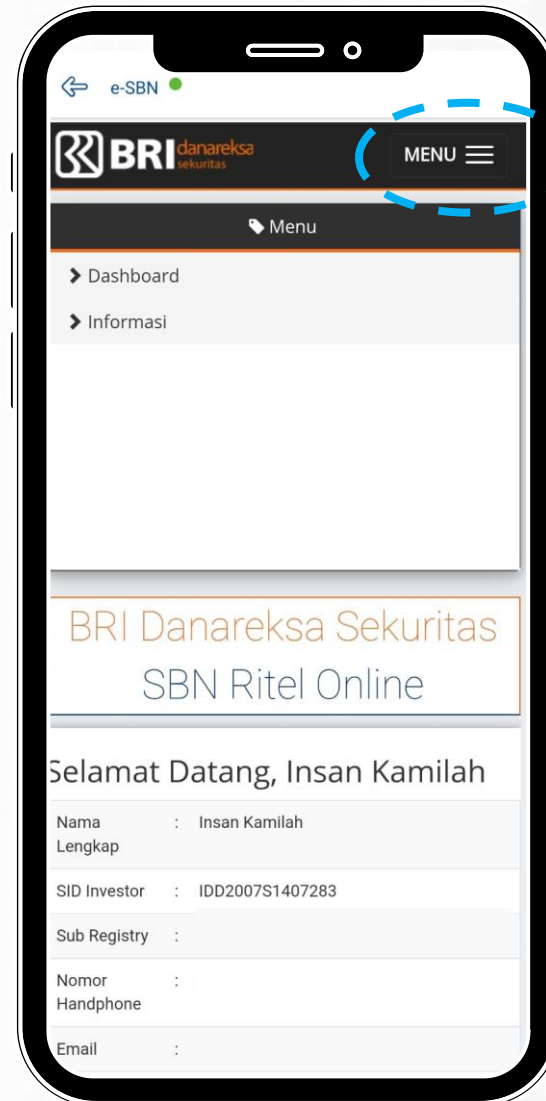 e-SBN
BRI danareksa sekuritas
MENU
Menu
Dashboard
Informasi
BRI Danareksa Sekuritas
SBN Ritel Online
Selamat Datang, Insan Kamilah
Nama Lengkap : Insan Kamilah
SID Investor : IDD2007S1407283
Sub Registry :
Nomor Handphone :
Email :